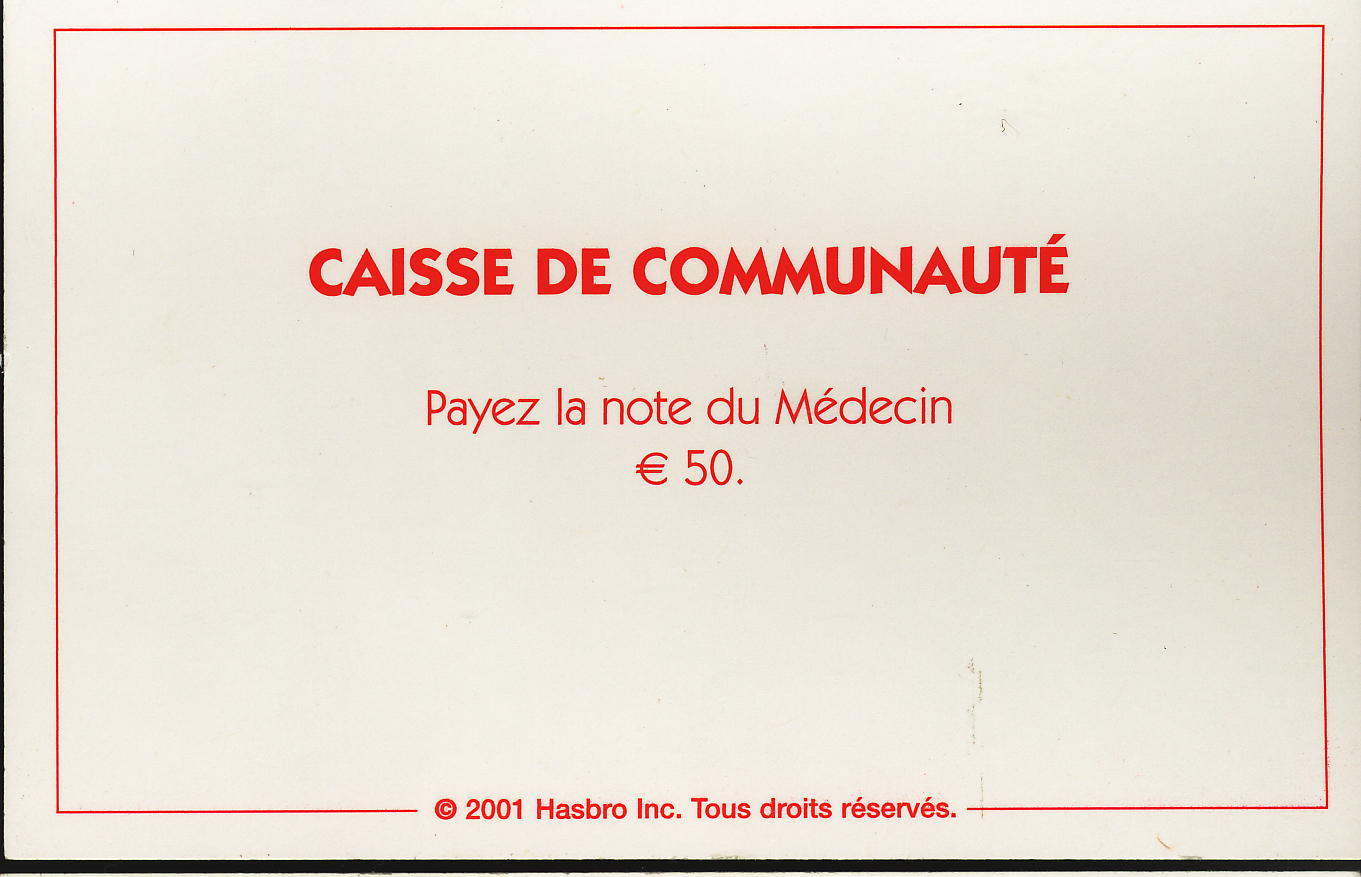 CAISSE DE COMMUNAUTÉ
Payez la note du Médecin
€ 50.
© 2001 Hasbro Inc. Tous droits réservés.